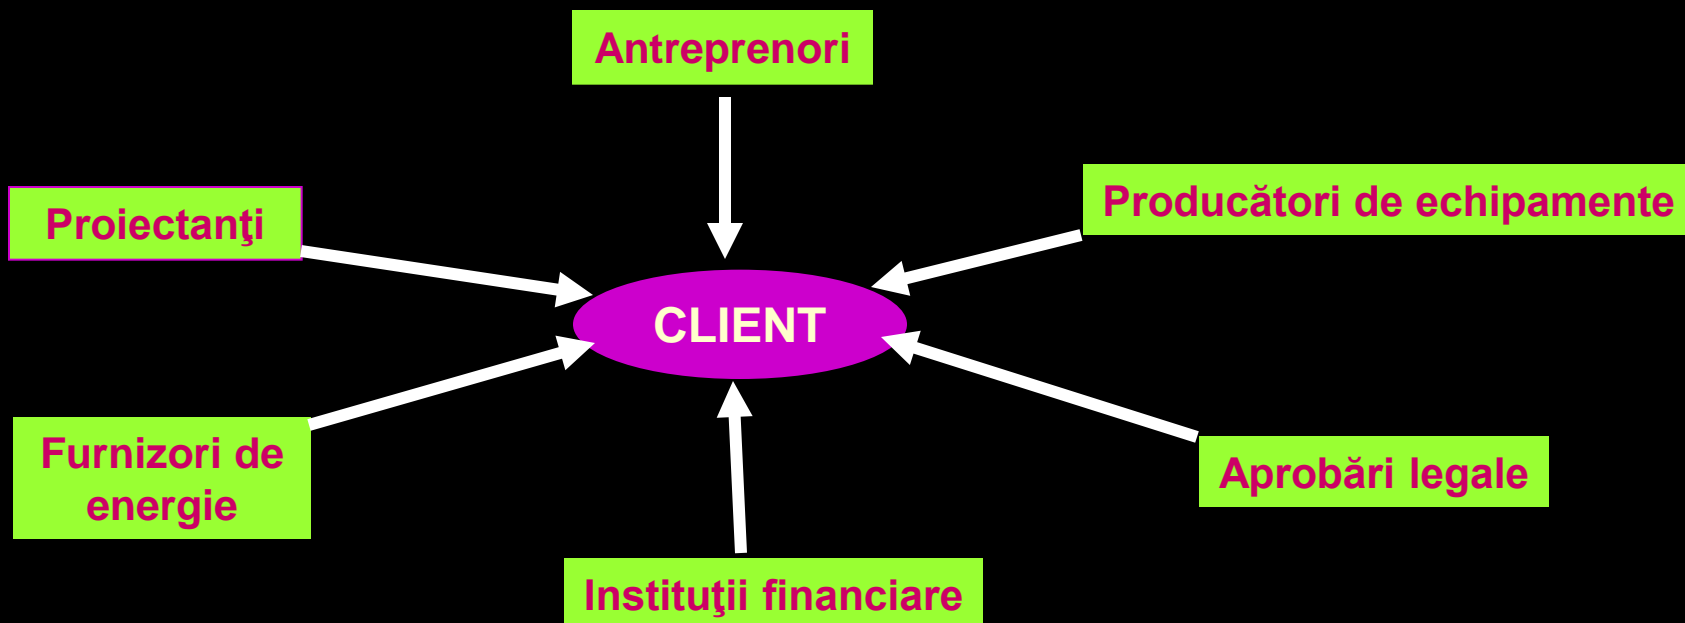 Antreprenori
Proiectanţi
Producători de echipamente
CLIENT
Furnizori de
energie
Aprobări legale
Instituţii financiare